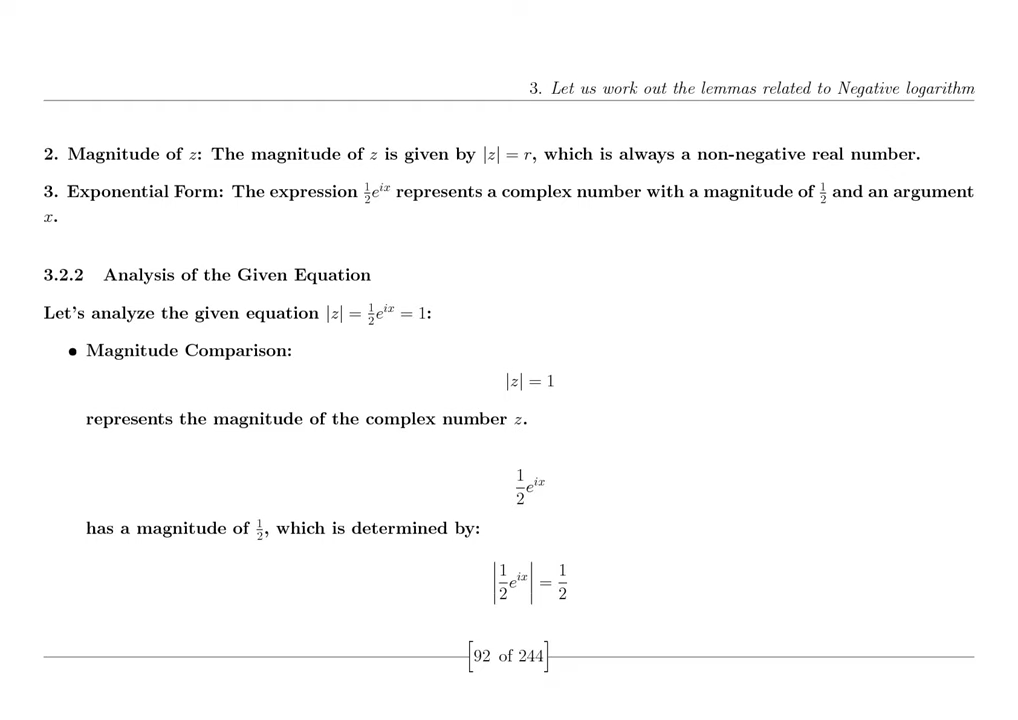 3. Let us work out the lemmas related to Negative logarithm
2. Magnitude of z: The magnitude of z is given by |z| = r, which is always a non-negative real number.
3. Exponential Form: The expression ½e^{ix} represents a complex number with a magnitude of ½ and an argument
x.
3.2.2 Analysis of the Given Equation
Let's analyze the given equation |z| = ½e^{ix} = 1:
• Magnitude Comparison:
|z| = 1
represents the magnitude of the complex number z.
½e^{ix}
has a magnitude of ½, which is determined by:
|½e^{ix}| = ½
[92 of 244]